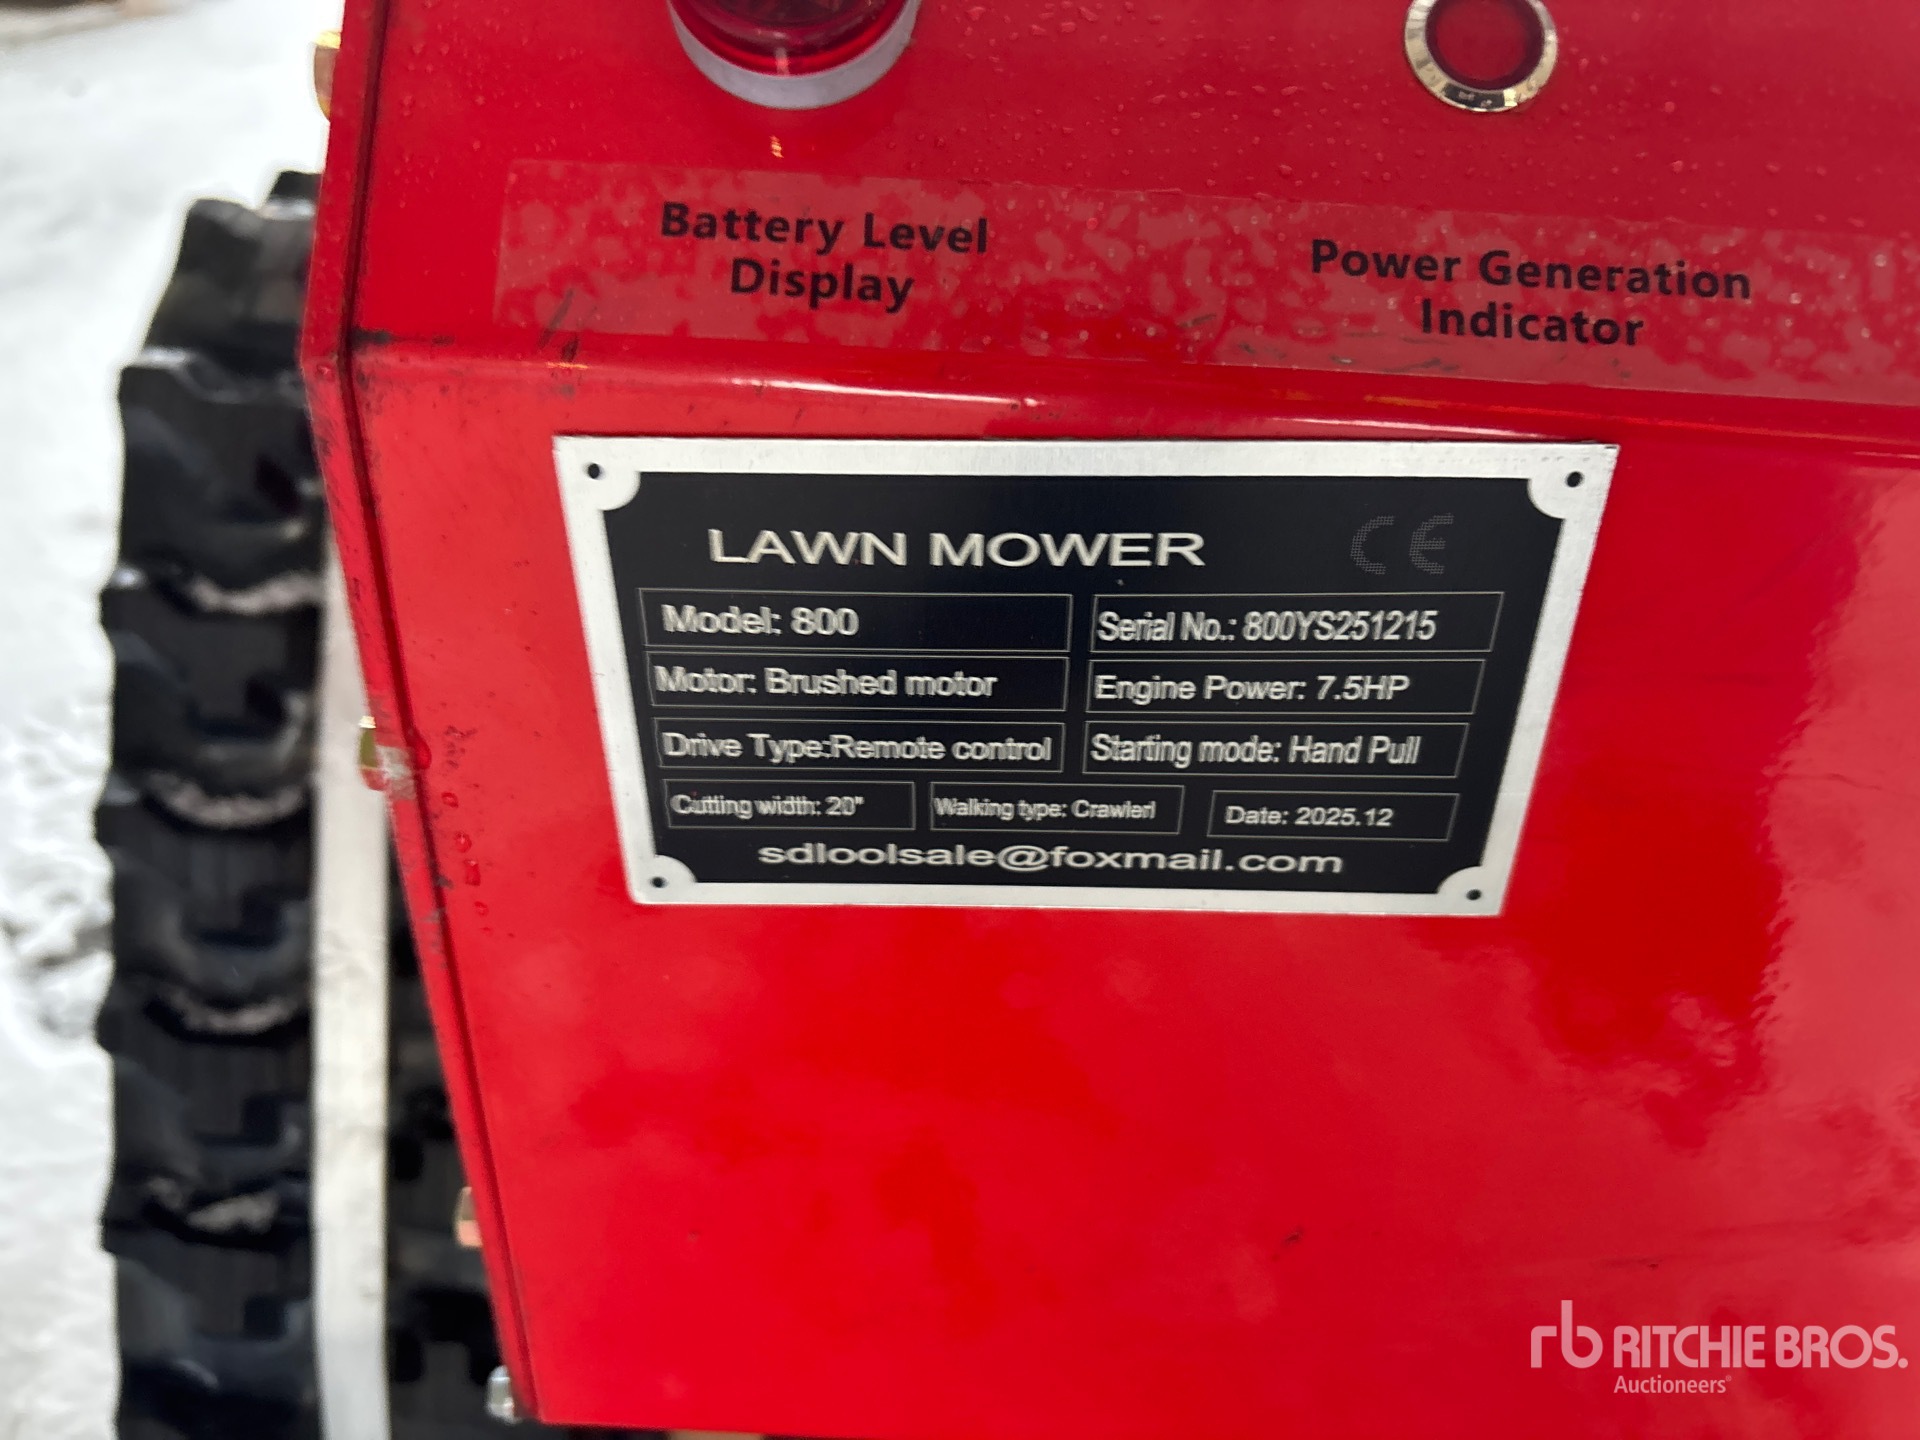 Battery Level
Display
Power Generation
Indicator
LAWN MOWER CE
Model: 800
Serial No.: 800YS251215
Motor: Brushed motor
Engine Power: 7.5HP
Drive Type:Remote control
Starting mode: Hand Pull
Cutting width: 20"
Walking type: Crawlerl
Date: 2025.12
sdloolsale@foxmail.com
rb RITCHIE BROS.
Auctioneers